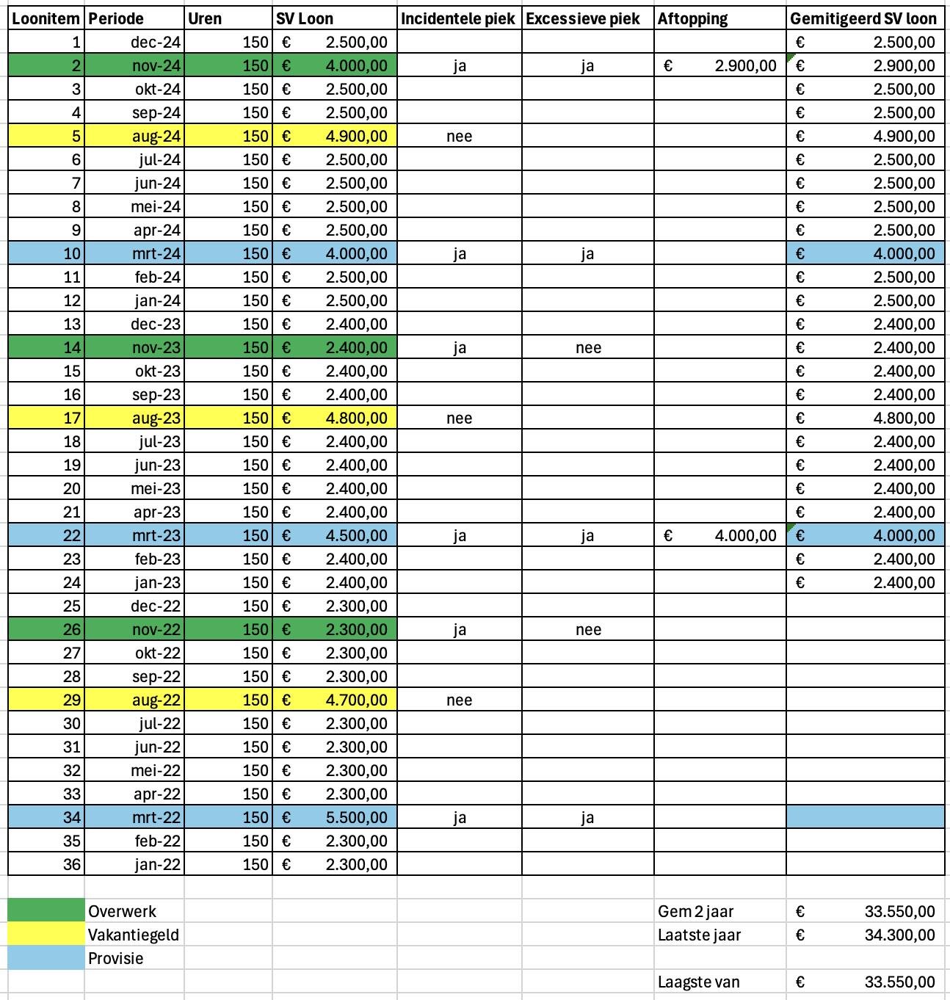 Loonitem Periode Uren SV Loon Incidentele piek Excessieve piek Aftopping Gemitigeerd SV loon
1 dec-24 150 € 2.500,00 € 2.500,00
2 nov-24 150 € 4.000,00 ja ja € 2.900,00 € 2.900,00
3 okt-24 150 € 2.500,00 € 2.500,00
4 sep-24 150 € 2.500,00 € 2.500,00
5 aug-24 150 € 4.900,00 nee € 4.900,00
6 jul-24 150 € 2.500,00 € 2.500,00
7 jun-24 150 € 2.500,00 € 2.500,00
8 mei-24 150 € 2.500,00 € 2.500,00
9 apr-24 150 € 2.500,00 € 2.500,00
10 mrt-24 150 € 4.000,00 ja ja € 4.000,00
11 feb-24 150 € 2.500,00 € 2.500,00
12 jan-24 150 € 2.500,00 € 2.500,00
13 dec-23 150 € 2.400,00 € 2.400,00
14 nov-23 150 € 2.400,00 ja nee € 2.400,00
15 okt-23 150 € 2.400,00 € 2.400,00
16 sep-23 150 € 2.400,00 € 2.400,00
17 aug-23 150 € 4.800,00 nee € 4.800,00
18 jul-23 150 € 2.400,00 € 2.400,00
19 jun-23 150 € 2.400,00 € 2.400,00
20 mei-23 150 € 2.400,00 € 2.400,00
21 apr-23 150 € 2.400,00 € 2.400,00
22 mrt-23 150 € 4.500,00 ja ja € 4.000,00 € 4.000,00
23 feb-23 150 € 2.400,00 € 2.400,00
24 jan-23 150 € 2.400,00 € 2.400,00
25 dec-22 150 € 2.300,00
26 nov-22 150 € 2.300,00 ja nee
27 okt-22 150 € 2.300,00
28 sep-22 150 € 2.300,00
29 aug-22 150 € 4.700,00 nee
30 jul-22 150 € 2.300,00
31 jun-22 150 € 2.300,00
32 mei-22 150 € 2.300,00
33 apr-22 150 € 2.300,00
34 mrt-22 150 € 5.500,00 ja ja
35 feb-22 150 € 2.300,00
36 jan-22 150 € 2.300,00
Overwerk Gem 2 jaar € 33.550,00
Vakantiegeld Laatste jaar € 34.300,00
Provisie
Laagste van € 33.550,00